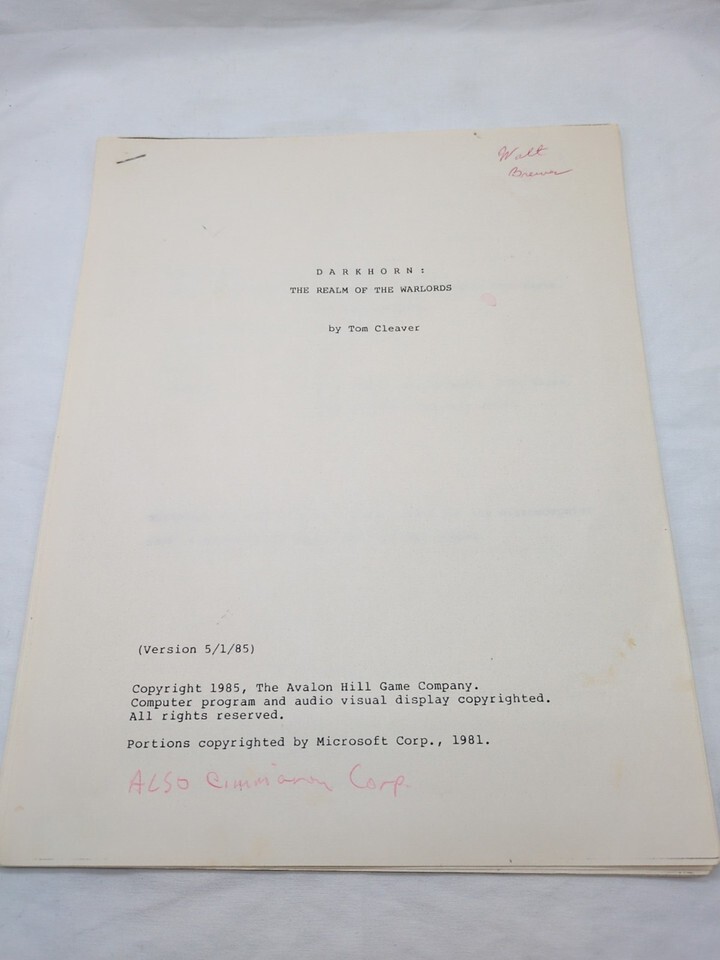 Walt
Brewer
D A R K H O R N :
THE REALM OF THE WARLORDS
by Tom Cleaver
(Version 5/1/85)
Copyright 1985, The Avalon Hill Game Company.
Computer program and audio visual display copyrighted.
All rights reserved.
Portions copyrighted by Microsoft Corp., 1981.
ALSO Corp.